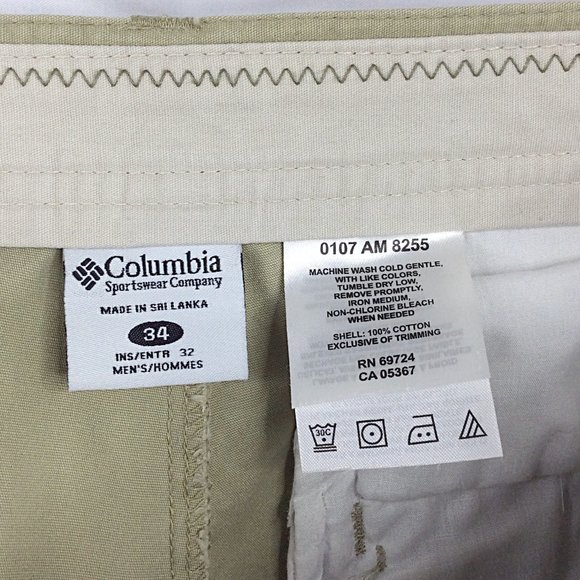 Columbia
Sportswear Company
MADE IN SRI LANKA
34
INS/ENTR 32
MEN'S/HOMMES
0107 AM 8255
MACHINE WASH COLD GENTLE,
WITH LIKE COLORS,
TUMBLE DRY LOW,
REMOVE PROMPTLY,
IRON MEDIUM,
NON-CHLORINE BLEACH
WHEN NEEDED
SHELL: 100% COTTON
EXCLUSIVE OF TRIMMING
RN 69724
CA 05367
30C